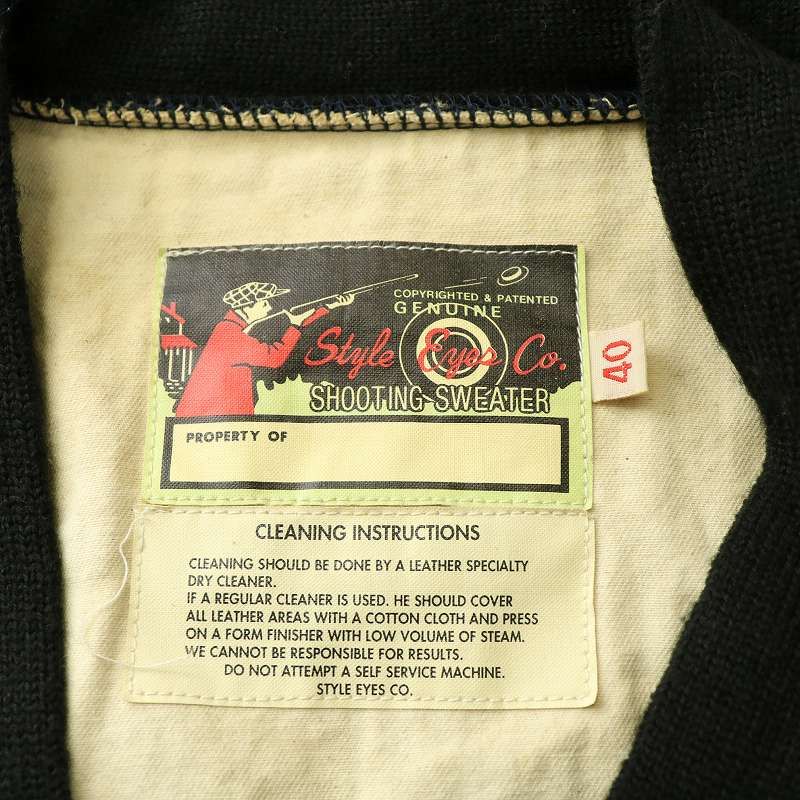 COPYRIGHTED & PATENTED
GENUINE
Style Eyes Co.
SHOOTING-SWEATER
40
PROPERTY OF
CLEANING INSTRUCTIONS
CLEANING SHOULD BE DONE BY A LEATHER SPECIALTY
DRY CLEANER.
IF A REGULAR CLEANER IS USED. HE SHOULD COVER
ALL LEATHER AREAS WITH A COTTON CLOTH AND PRESS
ON A FORM FINISHER WITH LOW VOLUME OF STEAM.
WE CANNOT BE RESPONSIBLE FOR RESULTS.
DO NOT ATTEMPT A SELF SERVICE MACHINE.
STYLE EYES CO.